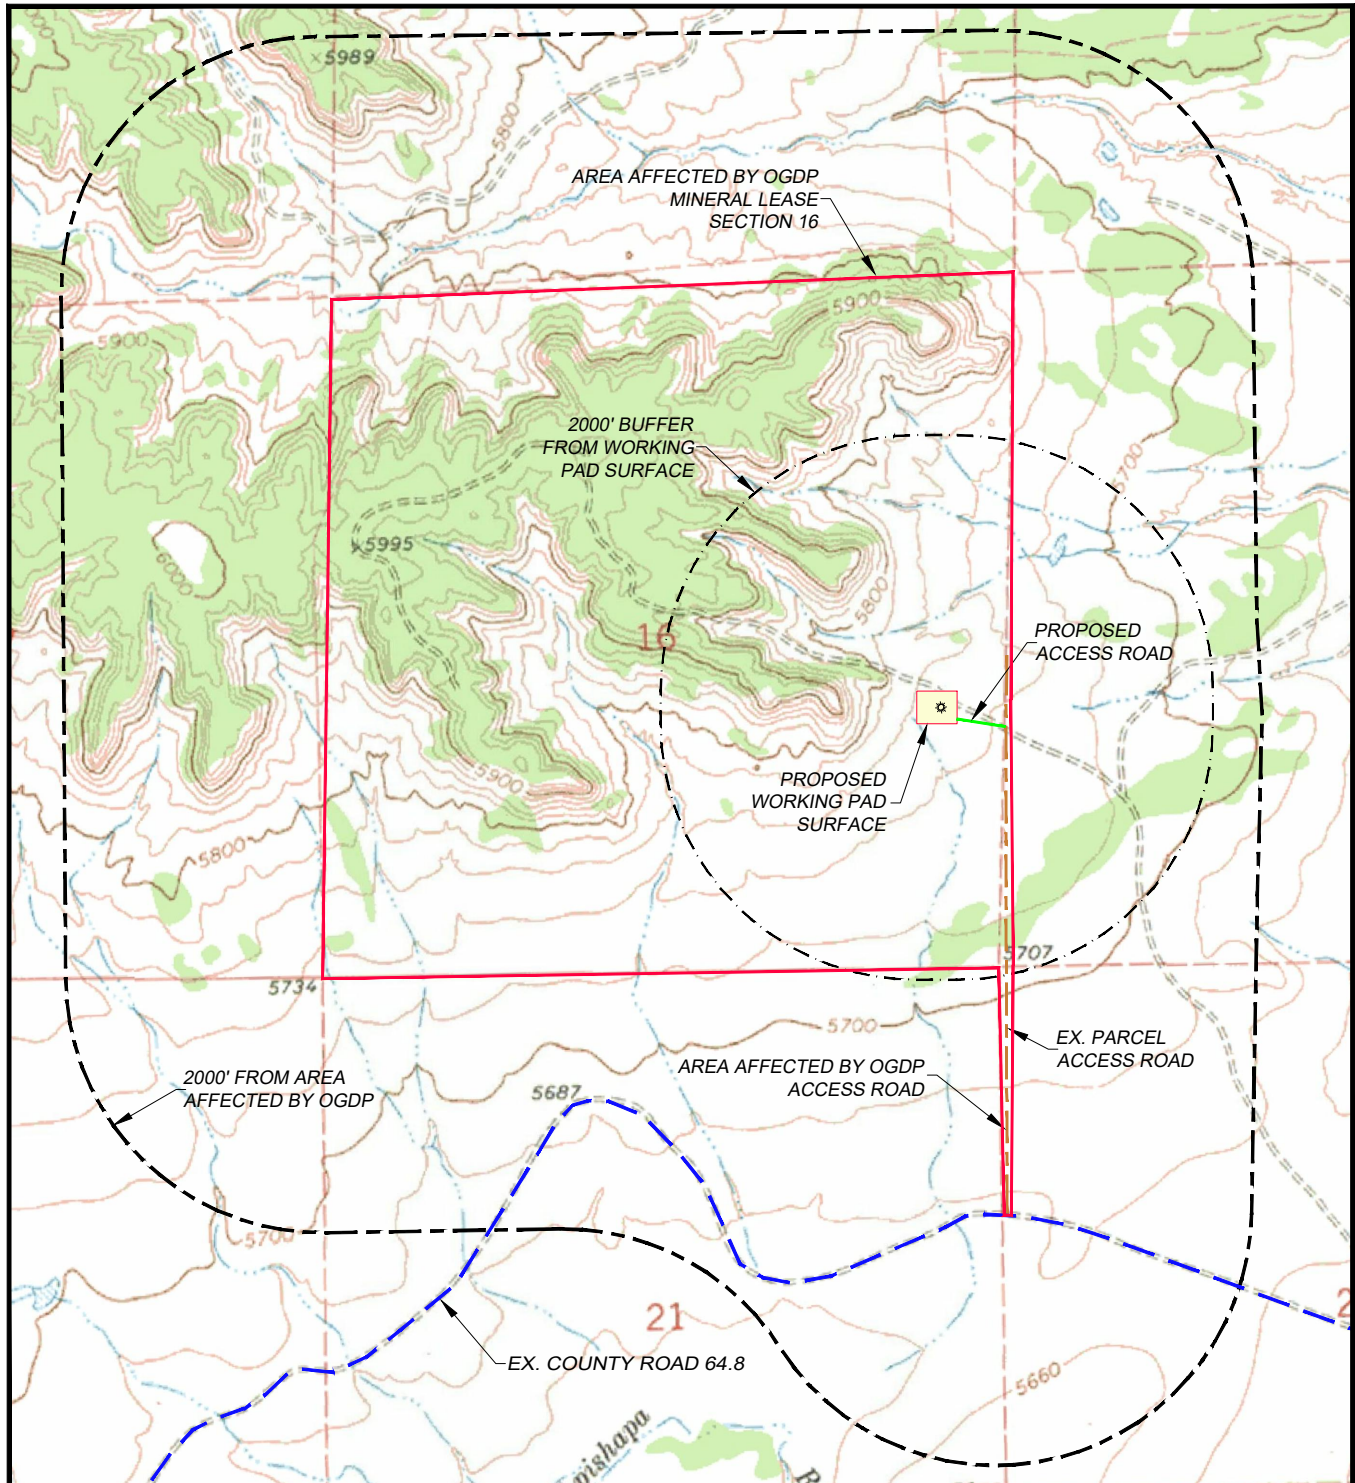 5989
5800
AREA AFFECTED BY OGDP
MINERAL LEASE
SECTION 16
5900
5900
2000' BUFFER
FROM WORKING
PAD SURFACE
5700
5995
6000
5800
16
PROPOSED
ACCESS ROAD
PROPOSED
WORKING PAD
SURFACE
5900
5800
5707
5734
5700
EX. PARCEL
ACCESS ROAD
AREA AFFECTED BY OGDP
ACCESS ROAD
2000' FROM AREA
AFFECTED BY OGDP
5687
5700
21
2
EX. COUNTY ROAD 64.8
5660
pishapa